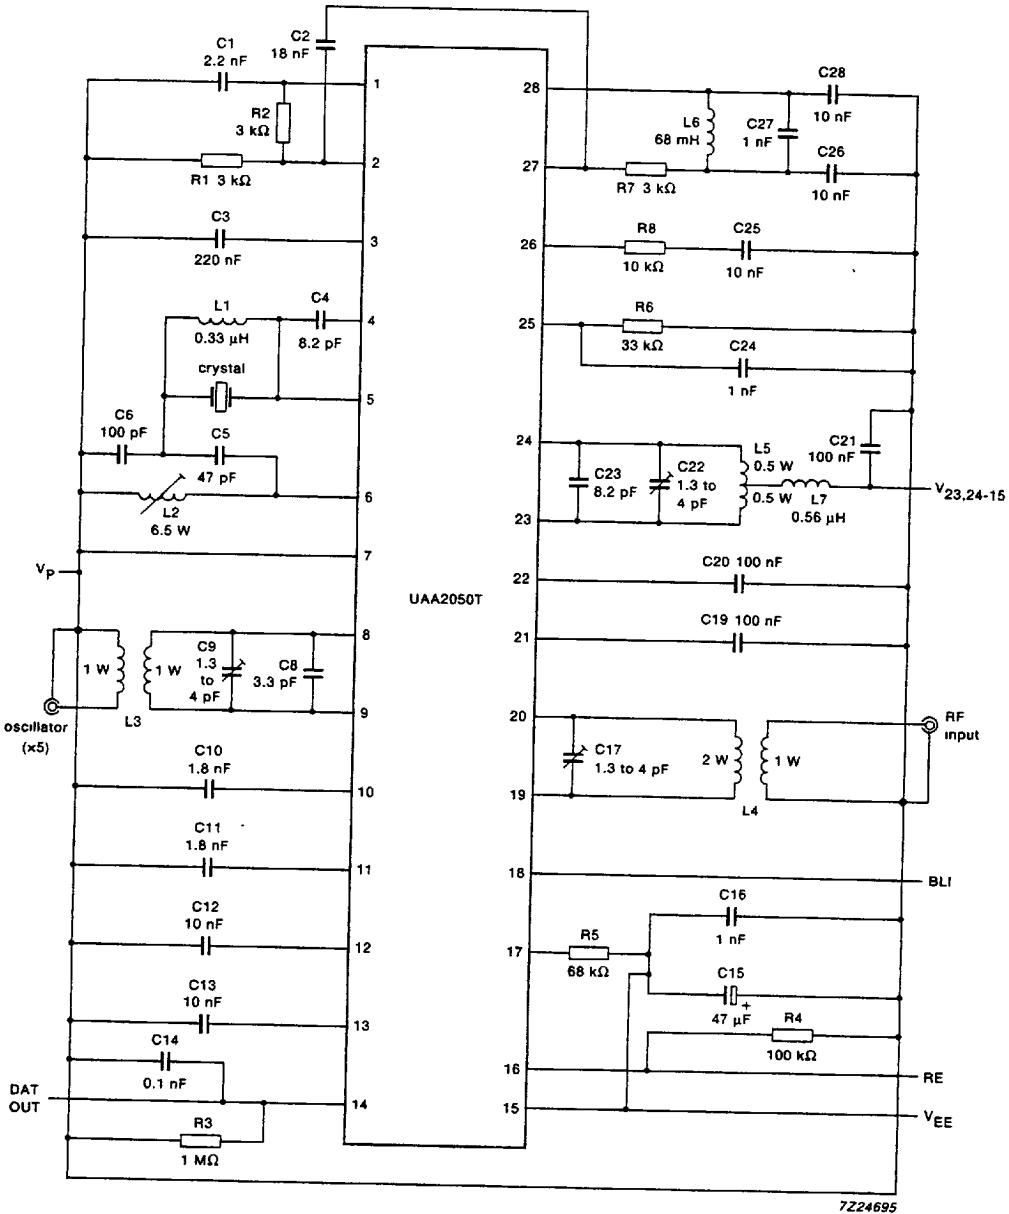 C1
2.2 nF
C2
18 nF
1
R2
3 kΩ
2
R1 3 kΩ
C3
220 nF
3
L1
0.33 µH
C4
8.2 pF
4
crystal
5
C6
100 pF
C5
47 pF
6
L2
6.5 W
7
VP
UAA2050T
8
1 W
1 W
C9
1.3
to
4 pF
C8
3.3 pF
L3
9
oscillator
(x5)
C10
1.8 nF
10
C11
1.8 nF
11
C12
10 nF
12
C13
10 nF
13
C14
0.1 nF
DAT
OUT
14
R3
1 MΩ
28
C28
10 nF
L6
68 mH
C27
1 nF
C26
10 nF
27
R7 3 kΩ
26
R8
10 kΩ
C25
10 nF
25
R6
33 kΩ
C24
1 nF
24
C23
8.2 pF
C22
1.3 to
4 pF
L5
0.5 W
0.5 W
C21
100 nF
L7
0.56 µH
V23,24-15
23
C20 100 nF
22
C19 100 nF
21
20
C17
1.3 to 4 pF
2 W
1 W
L4
RF
input
19
18
BLI
C16
1 nF
17
R5
68 kΩ
C15
47 µF
+
R4
100 kΩ
16
RE
15
VEE
7Z24695